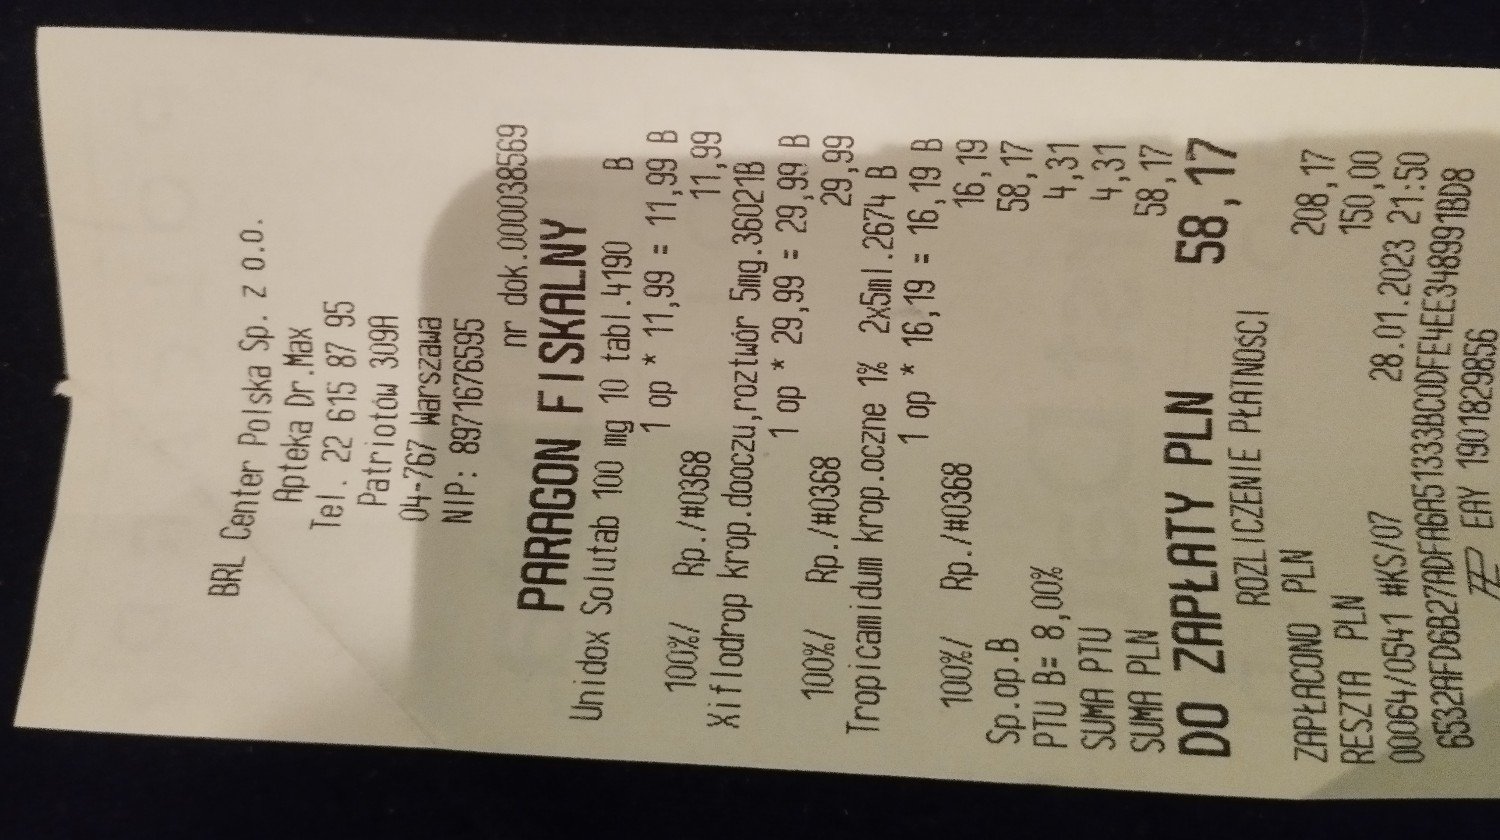 BRL Center Polska Sp. z o.o.
Apteka Dr.Max
Tel. 22 615 87 95
Patriotów 309A
04-767 Warszawa
NIP: 8971676595
nr dok.000038569
PARAGON FISKALNY
Unidox Solutab 100 mg 10 tabl.4190 B
1 op * 11,99 = 11,99 B
100%/ Rp./#0368 11,99
Xiflodrop krop.dooczu,roztwór 5mg.36021B
1 op * 29,99 = 29,99 B
100%/ Rp./#0368 29,99
Tropicamidum krop.oczne 1% 2x5ml.2674 B
1 op * 16,19 = 16,19 B
100%/ Rp./#0368 16,19
Sp.op.B 58,17
PTU B= 8,00% 4,31
SUMA PTU 4,31
SUMA PLN 58,17
DO ZAPŁATY PLN 58,17
ROZLICZENIE PŁATNOŚCI
ZAPŁACONO PLN 208,17
RESZTA PLN 150,00
00064/0541 #KS/07 28.01.2023 21:50
6532AFD6B27ADFA6A51333BC0DFE4EE348991BD8
EAY 1901829856